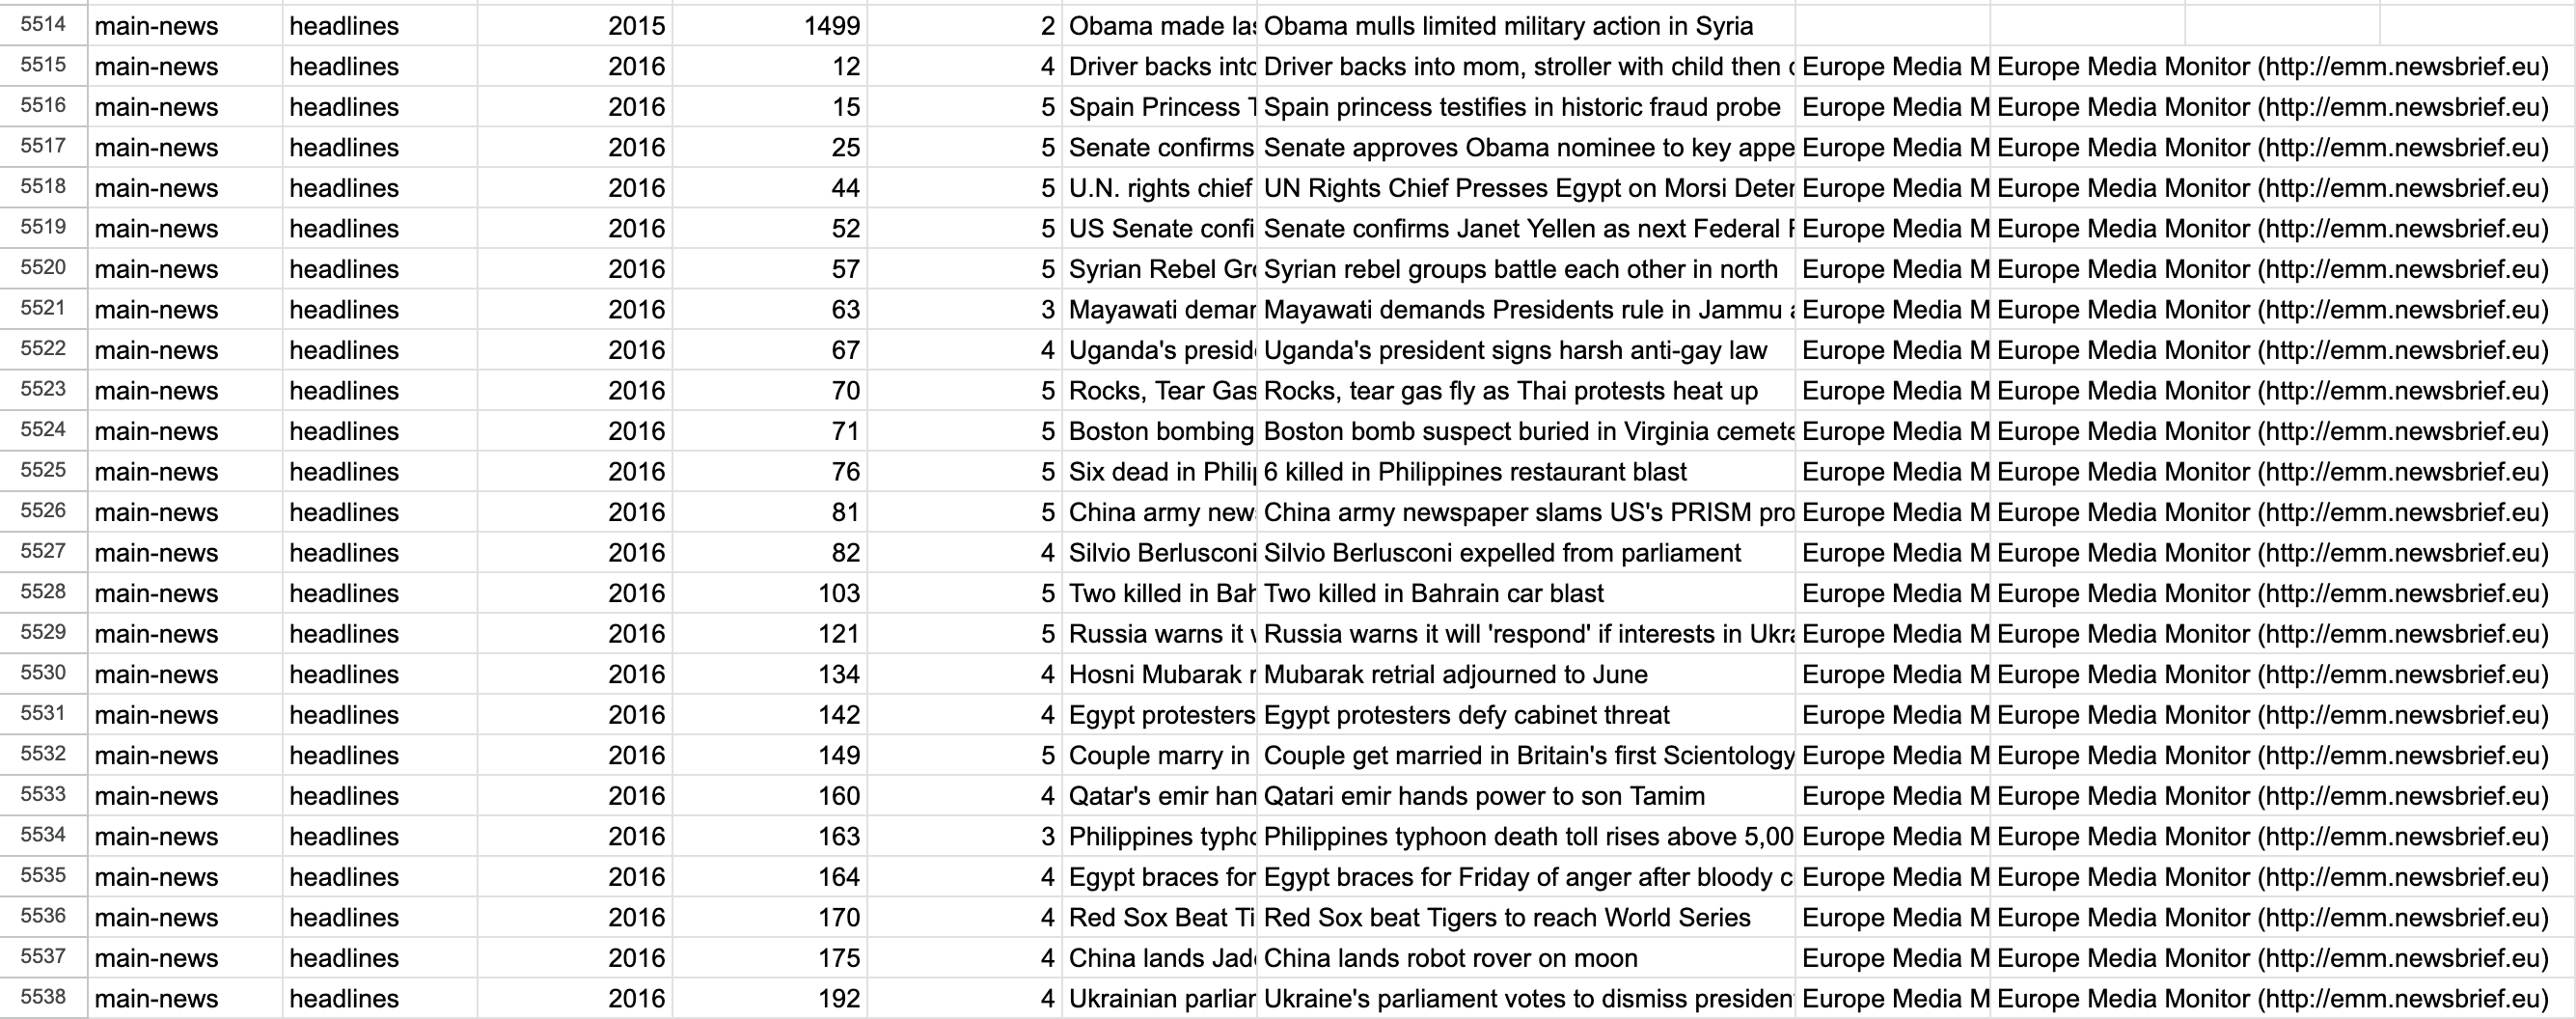 5514 main-news headlines 2015 1499 2 Obama made Obama mulls limited military action in Syria
5515 main-news headlines 2016 12 4 Driver backs Driver backs into mom, stroller with child then Europe Media M Europe Media Monitor (http://emm.newsbrief.eu)
5516 main-news headlines 2016 15 5 Spain Princess Spain princess testifies in historic fraud probe Europe Media M Europe Media Monitor (http://emm.newsbrief.eu)
5517 main-news headlines 2016 25 5 Senate confirms Senate approves Obama nominee to key appe Europe Media M Europe Media Monitor (http://emm.newsbrief.eu)
5518 main-news headlines 2016 44 5 U.N. rights chief UN Rights Chief Presses Egypt on Morsi Europe Media M Europe Media Monitor (http://emm.newsbrief.eu)
5519 main-news headlines 2016 52 5 US Senate confi Senate confirms Janet Yellen as next Federal Europe Media M Europe Media Monitor (http://emm.newsbrief.eu)
5520 main-news headlines 2016 57 5 Syrian Rebel Syrian rebel groups battle each other in north Europe Media M Europe Media Monitor (http://emm.newsbrief.eu)
5521 main-news headlines 2016 63 3 Mayawati Mayawati demands Presidents rule in Jammu Europe Media M Europe Media Monitor (http://emm.newsbrief.eu)
5522 main-news headlines 2016 67 4 Uganda's Uganda's president signs harsh anti-gay law Europe Media M Europe Media Monitor (http://emm.newsbrief.eu)
5523 main-news headlines 2016 70 5 Rocks, Tear Gas Rocks, tear gas fly as Thai protests heat up Europe Media M Europe Media Monitor (http://emm.newsbrief.eu)
5524 main-news headlines 2016 71 5 Boston bombing Boston bomb suspect buried in Virginia Europe Media M Europe Media Monitor (http://emm.newsbrief.eu)
5525 main-news headlines 2016 76 5 Six dead in 6 killed in Philippines restaurant blast Europe Media M Europe Media Monitor (http://emm.newsbrief.eu)
5526 main-news headlines 2016 81 5 China army China army newspaper slams US's PRISM pro Europe Media M Europe Media Monitor (http://emm.newsbrief.eu)
5527 main-news headlines 2016 82 4 Silvio Berlusconi Silvio Berlusconi expelled from parliament Europe Media M Europe Media Monitor (http://emm.newsbrief.eu)
5528 main-news headlines 2016 103 5 Two killed in Two killed in Bahrain car blast Europe Media M Europe Media Monitor (http://emm.newsbrief.eu)
5529 main-news headlines 2016 121 5 Russia warns it Russia warns it will 'respond' if interests in Europe Media M Europe Media Monitor (http://emm.newsbrief.eu)
5530 main-news headlines 2016 134 4 Hosni Mubarak Mubarak retrial adjourned to June Europe Media M Europe Media Monitor (http://emm.newsbrief.eu)
5531 main-news headlines 2016 142 4 Egypt protesters Egypt protesters defy cabinet threat Europe Media M Europe Media Monitor (http://emm.newsbrief.eu)
5532 main-news headlines 2016 149 5 Couple marry in Couple get married in Britain's first Scientology Europe Media M Europe Media Monitor (http://emm.newsbrief.eu)
5533 main-news headlines 2016 160 4 Qatar's emir han Qatari emir hands power to son Tamim Europe Media M Europe Media Monitor (http://emm.newsbrief.eu)
5534 main-news headlines 2016 163 3 Philippines Philippines typhoon death toll rises above 5,00 Europe Media M Europe Media Monitor (http://emm.newsbrief.eu)
5535 main-news headlines 2016 164 4 Egypt braces for Egypt braces for Friday of anger after bloody c Europe Media M Europe Media Monitor (http://emm.newsbrief.eu)
5536 main-news headlines 2016 170 4 Red Sox Beat Ti Red Sox beat Tigers to reach World Series Europe Media M Europe Media Monitor (http://emm.newsbrief.eu)
5537 main-news headlines 2016 175 4 China lands China lands robot rover on moon Europe Media M Europe Media Monitor (http://emm.newsbrief.eu)
5538 main-news headlines 2016 192 4 Ukrainian Ukraine's parliament votes to dismiss presiden Europe Media M Europe Media Monitor (http://emm.newsbrief.eu)